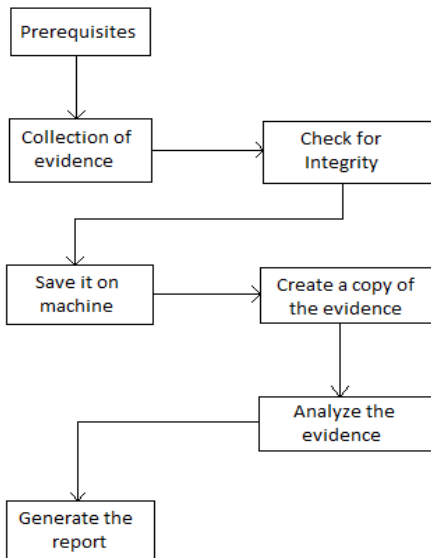 Prerequisites
Collection of
evidence
Check for
Integrity
Save it on
machine
Create a copy of
the evidence
Analyze the
evidence
Generate the
report